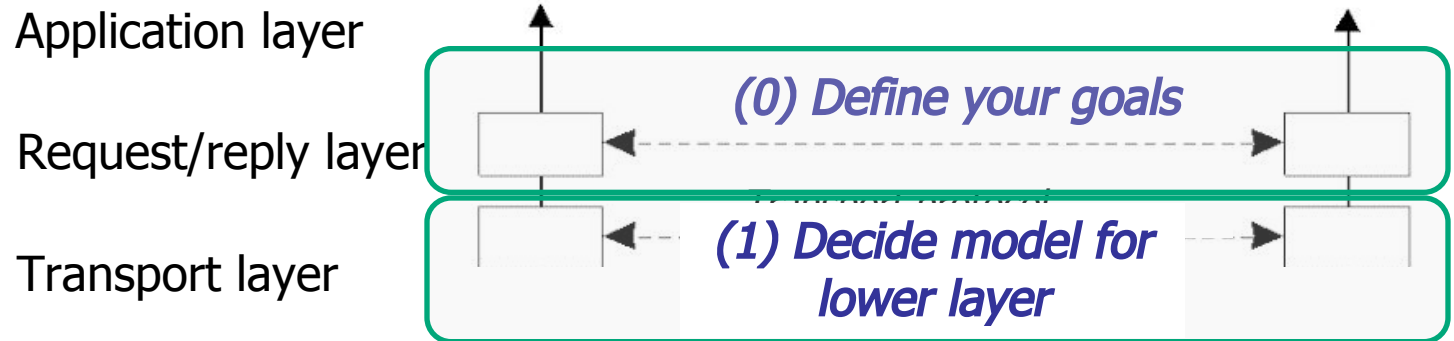 Application layer
(0) Define your goals
Request/reply layer
(1) Decide model for
lower layer
Transport layer